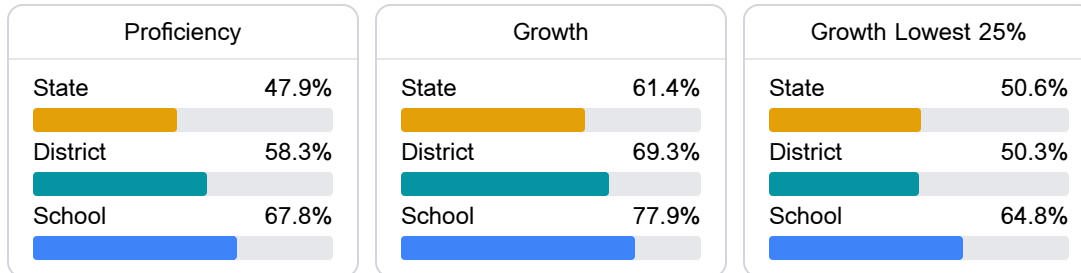 Proficiency
State 47.9%
District 58.3%
School 67.8%
Growth
State 61.4%
District 69.3%
School 77.9%
Growth Lowest 25%
State 50.6%
District 50.3%
School 64.8%